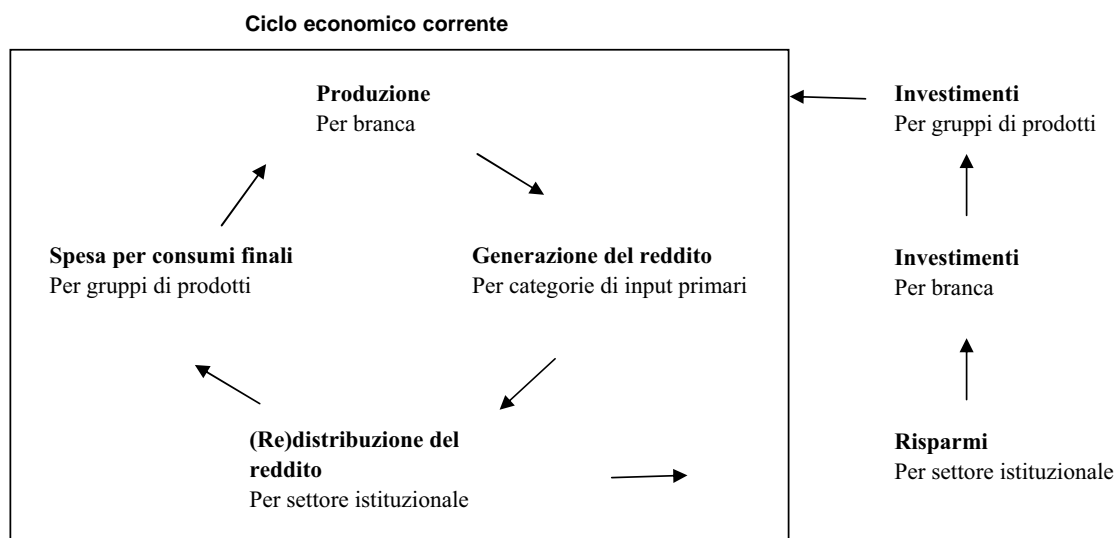 Ciclo economico corrente
Produzione
Per branca
Investimenti
Per gruppi di prodotti
Spesa per consumi finali
Per gruppi di prodotti
Generazione del reddito
Per categorie di input primari
Investimenti
Per branca
(Re)distribuzione del
reddito
Per settore istituzionale
Risparmi
Per settore istituzionale